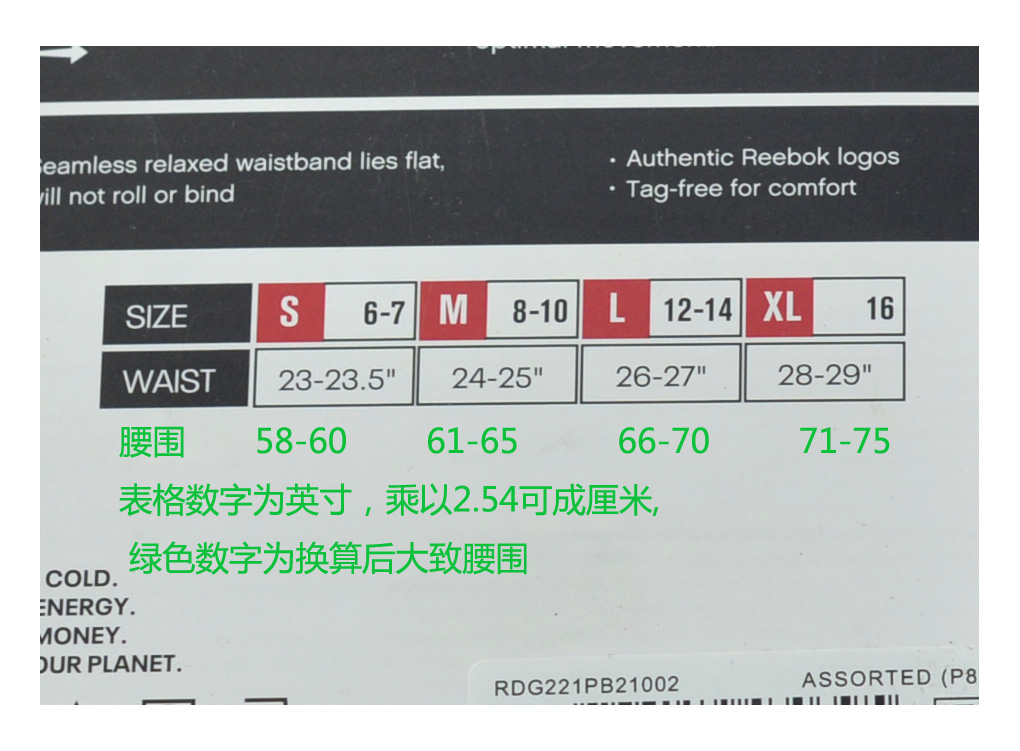 optimal movement.
eamless relaxed waistband lies flat,
ill not roll or bind
• Authentic Reebok logos
• Tag-free for comfort
SIZE S 6-7 M 8-10 L 12-14 XL 16
WAIST 23-23.5" 24-25" 26-27" 28-29"
腰围 58-60 61-65 66-70 71-75
表格数字为英寸，乘以2.54可成厘米,
绿色数字为换算后大致腰围
COLD.
ENERGY.
MONEY.
OUR PLANET.
RDG221PB21002
ASSORTED (P8